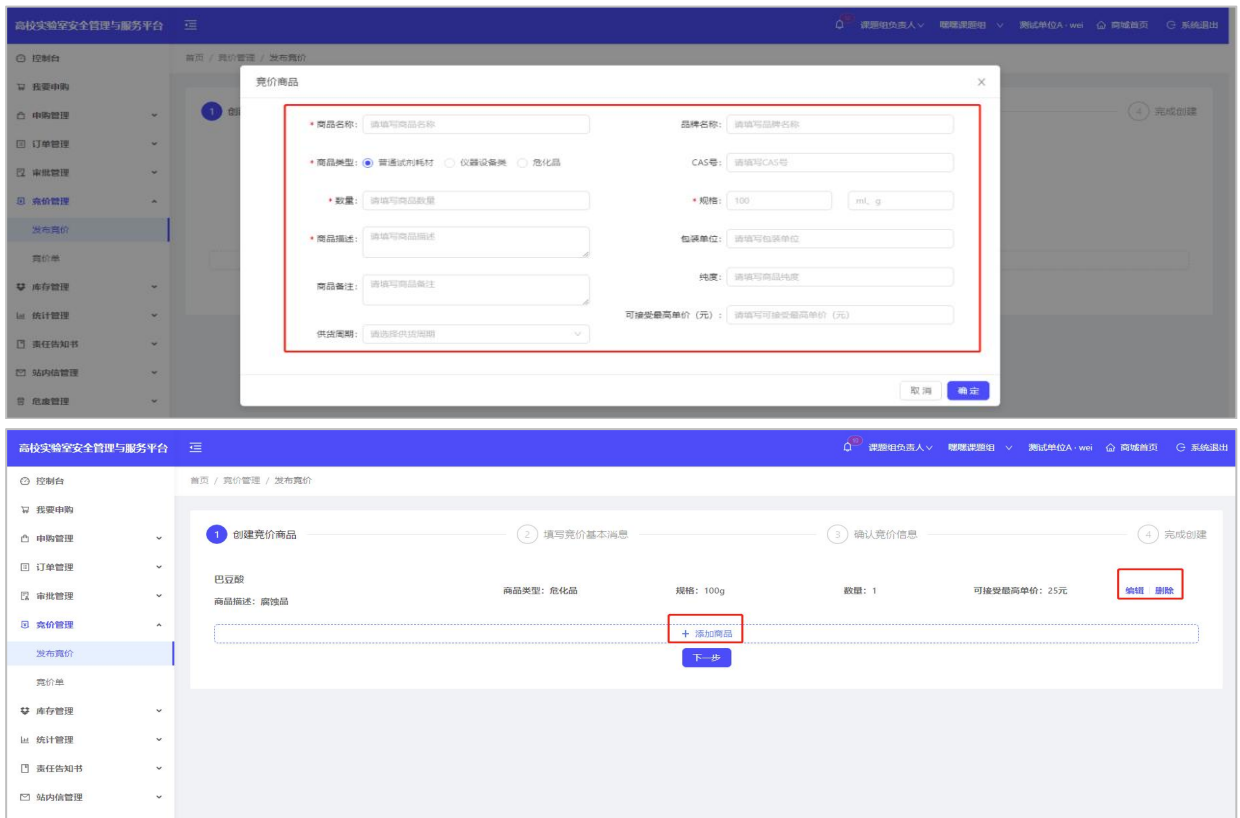 高校实验室安全管理与服务平台 课题组负责人 嘿嘿课题组 测试单位A - wei 商城首页 系统退出
控制台 首页 / 竞价管理 / 发布竞价
我要申购
申购管理
订单管理
审批管理
竞价管理
发布竞价
竞价单
库存管理
统计管理
责任告知书
站内信管理
危废管理
1 创 4 完成创建
竞价商品 ×
* 商品名称: 请填写商品名称 品牌名称: 请填写品牌名称
* 商品类型: 普通试剂耗材 仪器设备类 危化品 CAS号: 请填写CAS号
* 数量: 请填写商品数量 * 规格: 100 ml、g
* 商品描述: 请填写商品描述 包装单位: 请填写包装单位
商品备注: 请填写商品备注 纯度: 请填写商品纯度
可接受最高单价（元）: 请填写可接受最高单价（元）
供货周期: 请选择供货周期
取 消 确 定
高校实验室安全管理与服务平台 10 课题组负责人 嘿嘿课题组 测试单位A - wei 商城首页 系统退出
控制台 首页 / 竞价管理 / 发布竞价
我要申购
申购管理
订单管理
审批管理
竞价管理
发布竞价
竞价单
库存管理
统计管理
责任告知书
站内信管理
1 创建竞价商品 2 填写竞价基本消息 3 确认竞价信息 4 完成创建
巴豆酸
商品描述: 腐蚀品 商品类型: 危化品 规格: 100g 数量: 1 可接受最高单价: 25元 编辑 删除
+ 添加商品
下一步